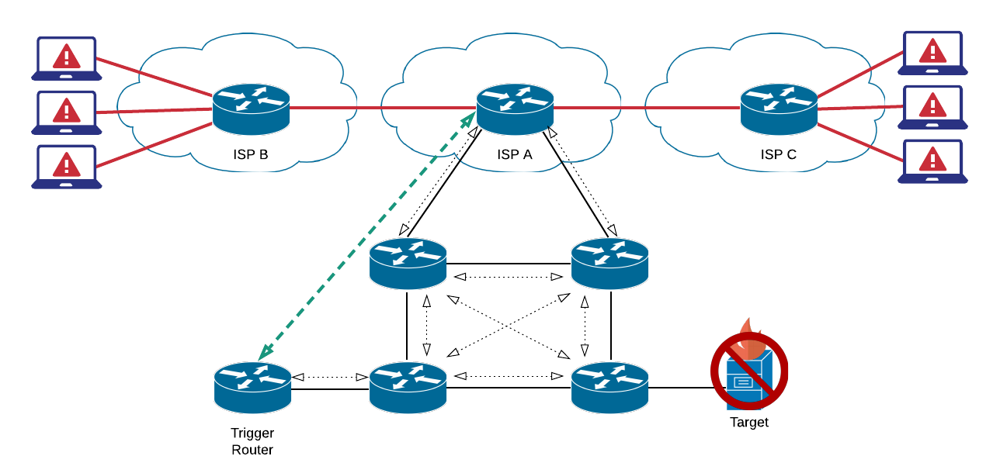 ISP B
ISP A
ISP C
Target
Trigger
Router